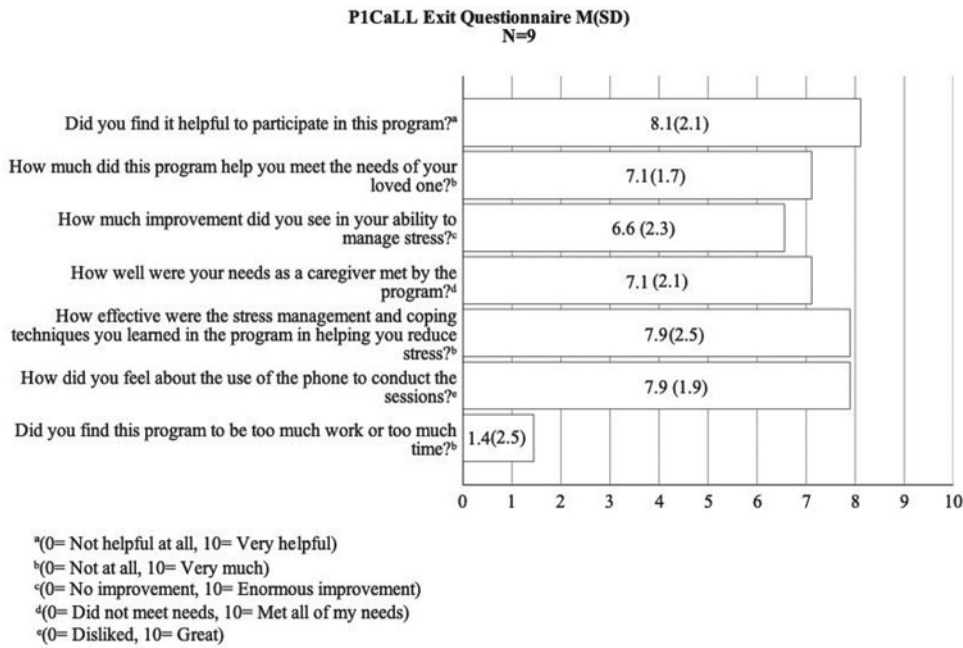 P1CaLL Exit Questionnaire M(SD)
N=9
Did you find it helpful to participate in this program?ᵃ
8.1(2.1)
How much did this program help you meet the needs of your
loved one?ᵇ
7.1(1.7)
How much improvement did you see in your ability to
manage stress?ᶜ
6.6 (2.3)
How well were your needs as a caregiver met by the
program?ᵈ
7.1 (2.1)
How effective were the stress management and coping
techniques you learned in the program in helping you reduce
stress?ᵇ
7.9(2.5)
How did you feel about the use of the phone to conduct the
sessions?ᵉ
7.9 (1.9)
Did you find this program to be too much work or too much
time?ᵇ
1.4(2.5)
0 1 2 3 4 5 6 7 8 9 10
ᵃ(0= Not helpful at all, 10= Very helpful)
ᵇ(0= Not at all, 10= Very much)
ᶜ(0= No improvement, 10= Enormous improvement)
ᵈ(0= Did not meet needs, 10= Met all of my needs)
ᵉ(0= Disliked, 10= Great)